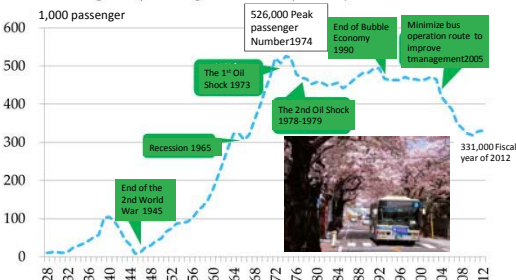 1,000 passenger
526,000 Peak
passenger
Number1974
End of Bubble
Economy
1990
Minimize bus
operation route to
improve
tmanagement2005
The 1st Oil
Shock 1973
The 2nd Oil Shock
1978-1979
Recession 1965
End of the
2nd World
War 1945
331,000 Fiscal
year of 2012
600
500
400
300
200
100
0
28
32
36
40
44
48
52
56
60
64
68
72
76
80
84
88
92
96
00
04
08
12